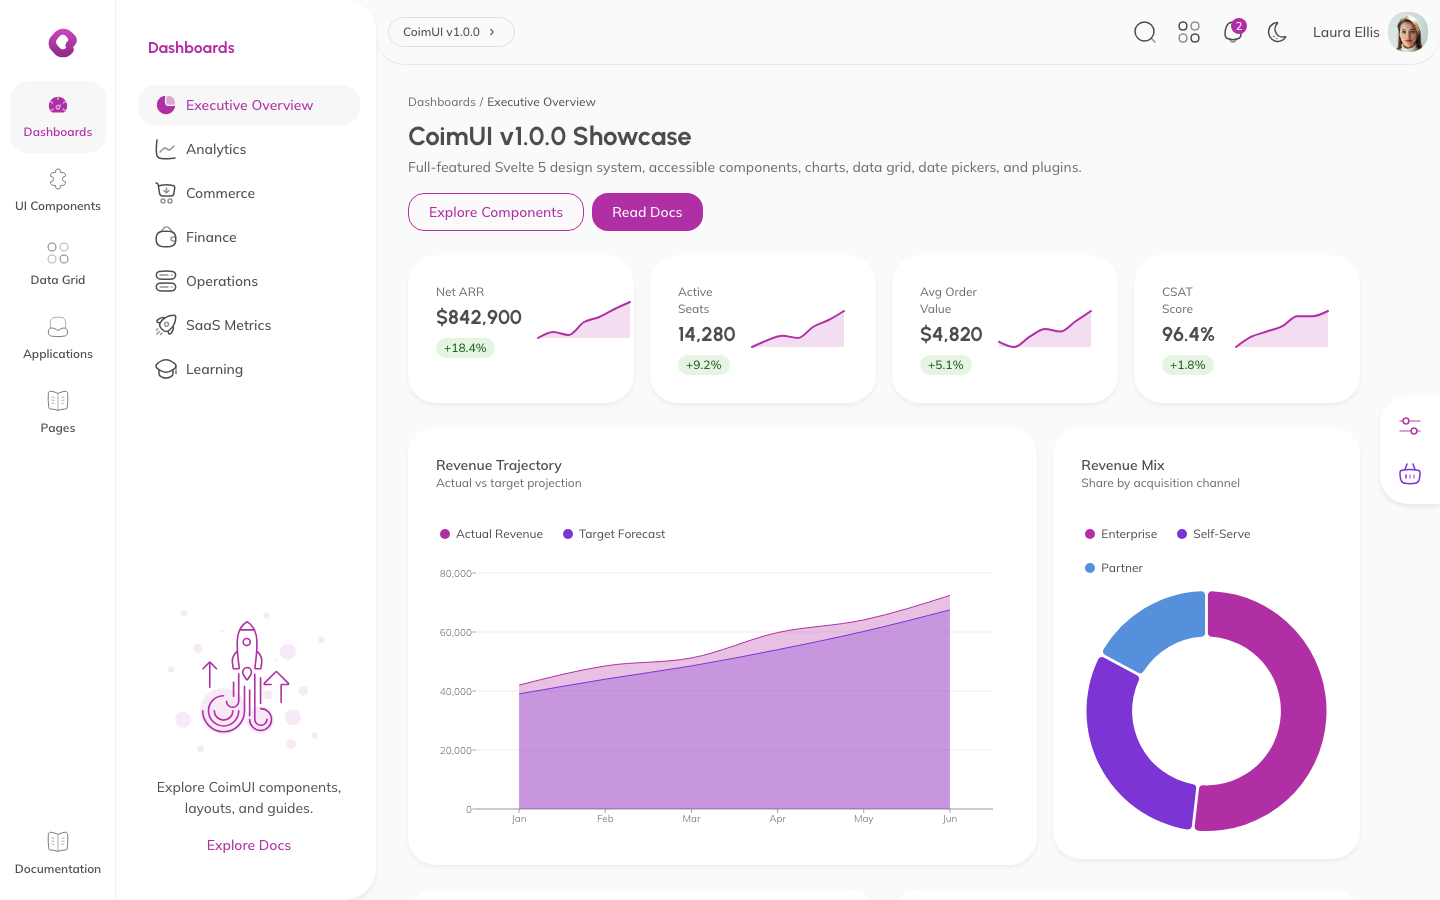 Dashboards
UI Components
Data Grid
Applications
Pages
Documentation
Dashboards
Executive Overview
Analytics
Commerce
Finance
Operations
SaaS Metrics
Learning
Explore CoimUI components,
layouts, and guides.
Explore Docs
CoimUI v1.0.0
2
Laura Ellis
Dashboards / Executive Overview
CoimUI v1.0.0 Showcase
Full-featured Svelte 5 design system, accessible components, charts, data grid, date pickers, and plugins.
Explore Components
Read Docs
Net ARR
$842,900
+18.4%
Active
Seats
14,280
+9.2%
Avg Order
Value
$4,820
+5.1%
CSAT
Score
96.4%
+1.8%
Revenue Trajectory
Actual vs target projection
Actual Revenue
Target Forecast
80,000
60,000
40,000
20,000
0
Jan
Feb
Mar
Apr
May
Jun
Revenue Mix
Share by acquisition channel
Enterprise
Self-Serve
Partner